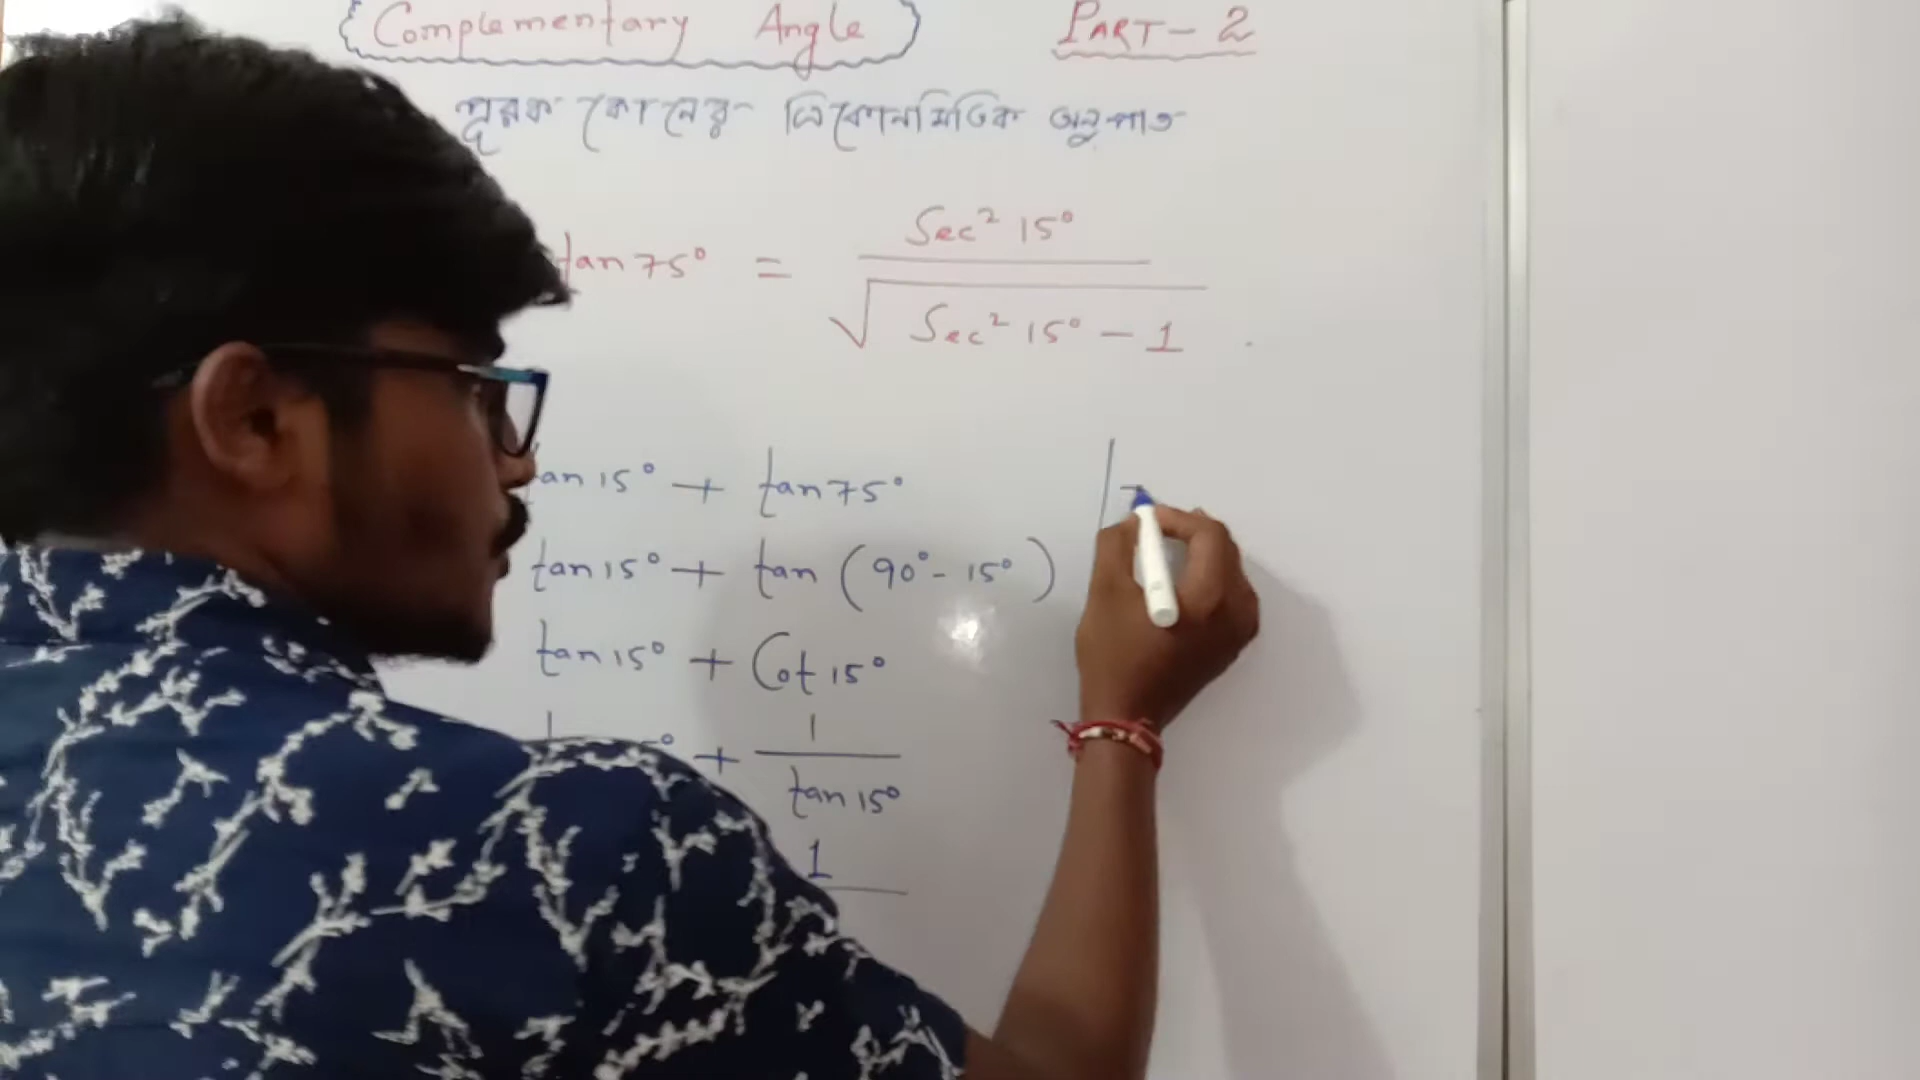 Complementary Angle PART - 2
পূরক কোনের ত্রিকোনমিতিক অনুপাত
tan 75° = Sec² 15° / √(Sec² 15° - 1)
tan 15° + tan 75°
tan 15° + tan (90° - 15°)
tan 15° + Cot 15°
+ 1 / tan 15°
1